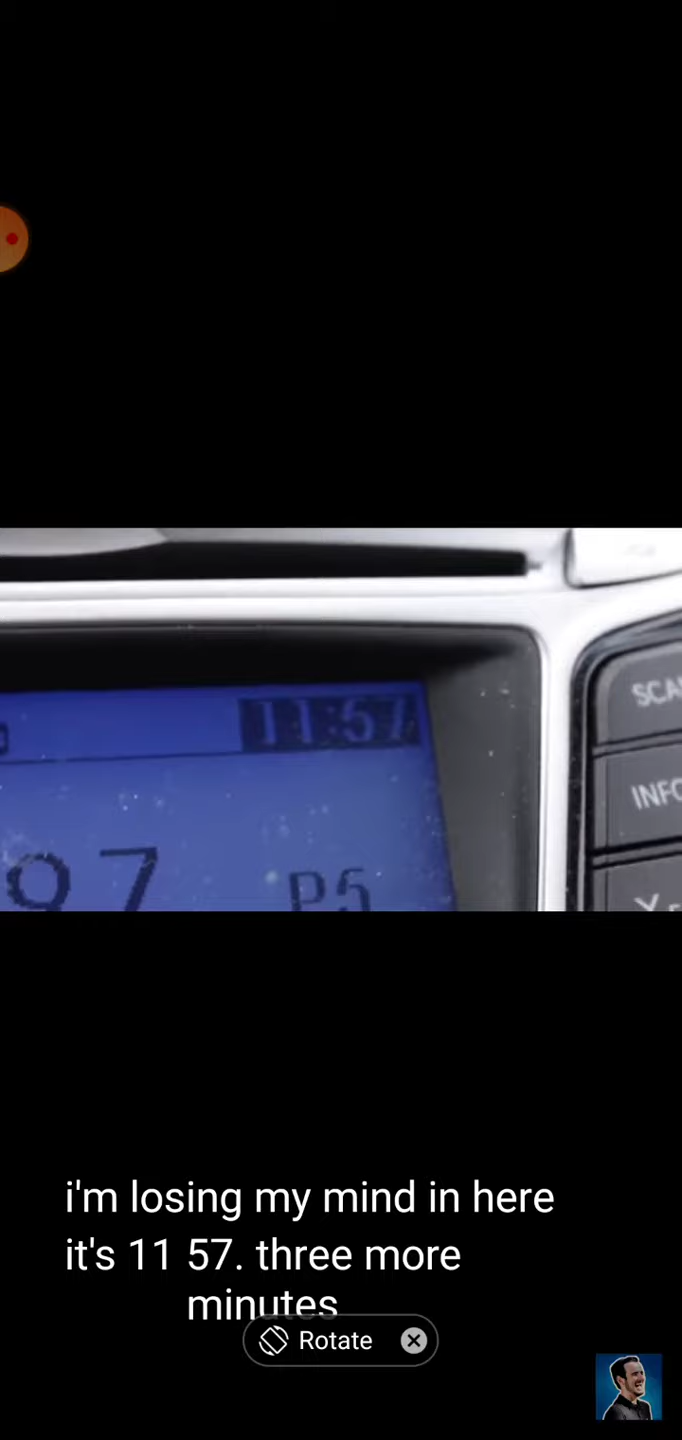 11:57
SCA
INFO
97
P5
i'm losing my mind in here
it's 11 57. three more
minutes
Rotate